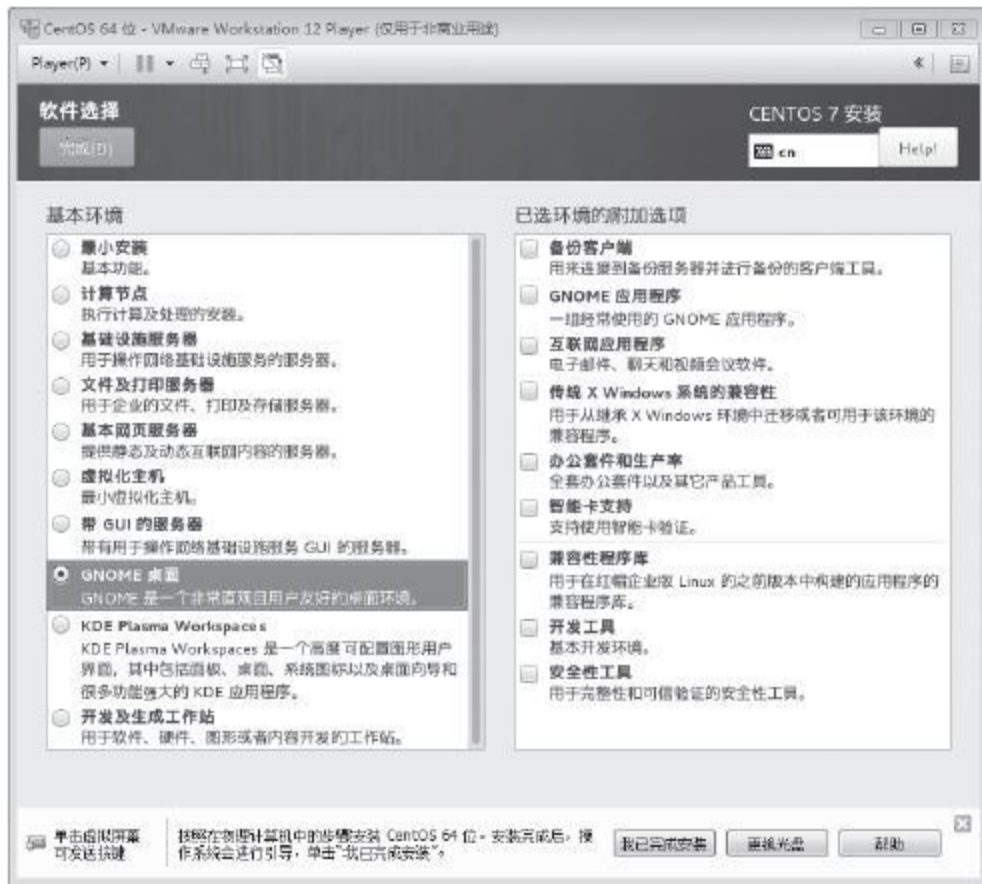 CentOS 64 位 - VMware Workstation 12 Player (仅用于非商业用途)
Player(P)
软件选择
完成(D)
CENTOS 7 安装
cn
Help!
基本环境
最小安装
基本功能。
计算节点
执行计算及处理的安装。
基础设施服务器
用于操作网络基础设施服务的服务器。
文件及打印服务器
用于企业的文件、打印及存储服务器。
基本网页服务器
提供静态及动态互联网内容的服务器。
虚拟化主机
最小虚拟化主机。
带 GUI 的服务器
带有用于操作网络基础设施服务 GUI 的服务器。
GNOME 桌面
GNOME 是一个非常直观且用户友好的桌面环境。
KDE Plasma Workspaces
KDE Plasma Workspaces 是一个高度可配置图形用户
界面，其中包括面板、桌面、系统图标以及桌面向导和
很多功能强大的 KDE 应用程序。
开发及生成工作站
用于软件、硬件、图形或者内容开发的工作站。
已选环境的附加选项
备份客户端
用来连接到备份服务器并进行备份的客户端工具。
GNOME 应用程序
一组经常使用的 GNOME 应用程序。
互联网应用程序
电子邮件、聊天和视频会议软件。
传统 X Windows 系统的兼容性
用于从继承 X Windows 环境中迁移或者可用于该环境的
兼容程序。
办公套件和生产率
全套办公套件以及其它产品工具。
智能卡支持
支持使用智能卡验证。
兼容性程序库
用于在红帽企业版 Linux 的之前版本中构建的应用程序的
兼容程序库。
开发工具
基本开发环境。
安全性工具
用于完整性和可信验证的安全性工具。
单击虚拟屏幕
可发送按键
按照在物理计算机中的步骤安装 CentOS 64 位。安装完成后，操
作系统会进行引导，单击“我已完成安装”。
我已完成安装
更换光盘
帮助